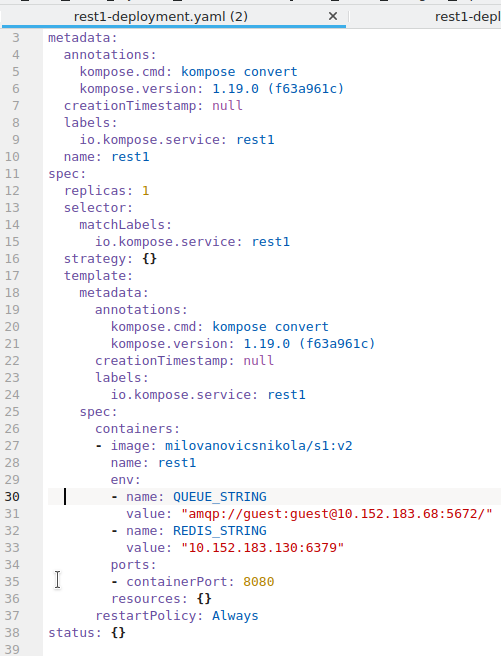 rest1-deployment.yaml (2) ✕ rest1-depl
3 metadata:
4   annotations:
5     kompose.cmd: kompose convert
6     kompose.version: 1.19.0 (f63a961c)
7   creationTimestamp: null
8   labels:
9     io.kompose.service: rest1
10   name: rest1
11 spec:
12   replicas: 1
13   selector:
14     matchLabels:
15       io.kompose.service: rest1
16   strategy: {}
17   template:
18     metadata:
19       annotations:
20         kompose.cmd: kompose convert
21         kompose.version: 1.19.0 (f63a961c)
22       creationTimestamp: null
23       labels:
24         io.kompose.service: rest1
25     spec:
26       containers:
27       - image: milovanovicsnikola/s1:v2
28         name: rest1
29         env:
30         - name: QUEUE_STRING
31           value: "amqp://guest:guest@10.152.183.68:5672/"
32         - name: REDIS_STRING
33           value: "10.152.183.130:6379"
34         ports:
35         - containerPort: 8080
36         resources: {}
37       restartPolicy: Always
38 status: {}
39